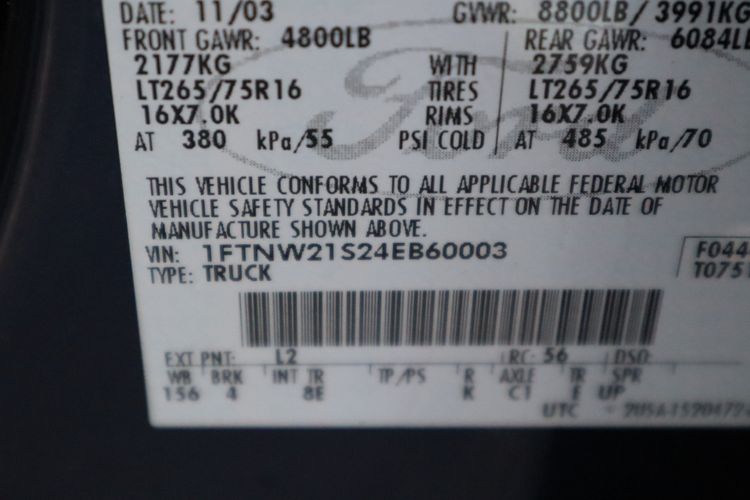 DATE: 11/03 GVWR: 8800LB/ 3991KG
FRONT GAWR: 4800LB REAR GAWR: 6084L
2177KG WITH 2759KG
LT265/75R16 TIRES LT265/75R16
16X7.0K RIMS 16X7.0K
AT 380 kPa/55 PSI COLD AT 485 kPa/70
Ford
THIS VEHICLE CONFORMS TO ALL APPLICABLE FEDERAL MOTOR
VEHICLE SAFETY STANDARDS IN EFFECT ON THE DATE OF
MANUFACTURE SHOWN ABOVE.
VIN: 1FTNW21S24EB60003 F044
TYPE: TRUCK T075
EXT PNT: L2 RC: 56 DSO:
WB BRK INT TR TP/PS R AXLE TR SPR
156 4 8E K C1 E UP
UTC